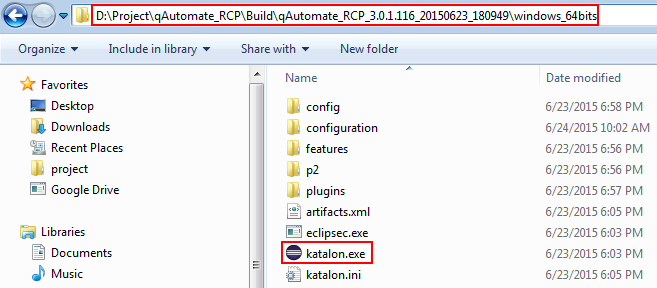 D:\Project\qAutomate_RCP\Build\qAutomate_RCP_3.0.1.116_20150623_180949\windows_64bits
Organize Include in library Share with New folder
Favorites
Desktop
Downloads
Recent Places
project
Google Drive
Libraries
Documents
Music
Name Date modified
config 6/23/2015 6:58 PM
configuration 6/24/2015 10:02 AM
features 6/23/2015 6:56 PM
p2 6/23/2015 6:56 PM
plugins 6/23/2015 6:57 PM
artifacts.xml 6/23/2015 6:05 PM
eclipsec.exe 6/23/2015 6:03 PM
katalon.exe 6/23/2015 6:03 PM
katalon.ini 6/23/2015 6:05 PM